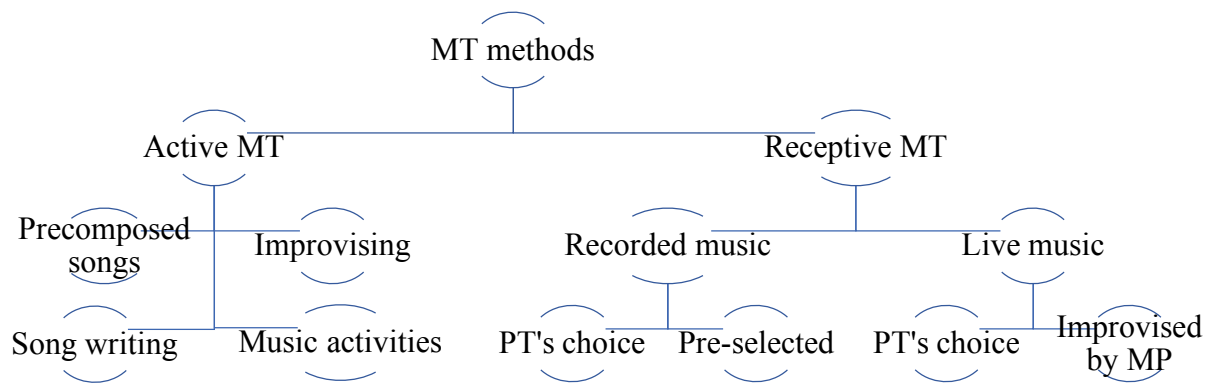 MT methods
Active MT
Receptive MT
Precomposed
songs
Improvising
Recorded music
Live music
Song writing
Music activities
PT's choice
Pre-selected
PT's choice
Improvised
by MP